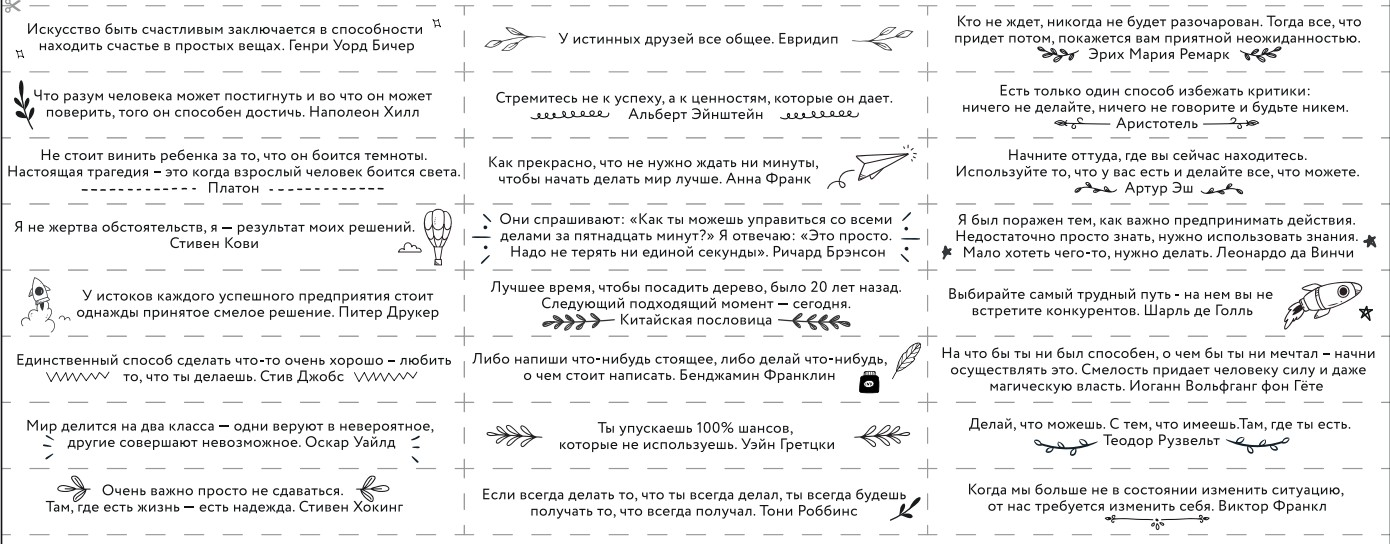 Искусство быть счастливым заключается в способности
находить счастье в простых вещах. Генри Уорд Бичер
У истинных друзей все общее. Еврипид
Кто не ждет, никогда не будет разочарован. Тогда все, что
придет потом, покажется вам приятной неожиданностью.
Эрих Мария Ремарк
Что разум человека может постигнуть и во что он может
поверить, того он способен достичь. Наполеон Хилл
Стремитесь не к успеху, а к ценностям, которые он дает.
Альберт Эйнштейн
Есть только один способ избежать критики:
ничего не делайте, ничего не говорите и будьте никем.
Аристотель
Не стоит винить ребенка за то, что он боится темноты.
Настоящая трагедия – это когда взрослый человек боится света.
Платон
Как прекрасно, что не нужно ждать ни минуты,
чтобы начать делать мир лучше. Анна Франк
Начните оттуда, где вы сейчас находитесь.
Используйте то, что у вас есть и делайте все, что можете.
Артур Эш
Я не жертва обстоятельств, я — результат моих решений.
Стивен Кови
Они спрашивают: «Как ты можешь управиться со всеми
делами за пятнадцать минут?» Я отвечаю: «Это просто.
Надо не терять ни единой секунды». Ричард Брэнсон
Я был поражен тем, как важно предпринимать действия.
Недостаточно просто знать, нужно использовать знания.
Мало хотеть чего-то, нужно делать. Леонардо да Винчи
У истоков каждого успешного предприятия стоит
однажды принятое смелое решение. Питер Друкер
Лучшее время, чтобы посадить дерево, было 20 лет назад.
Следующий подходящий момент — сегодня.
Китайская пословица
Выбирайте самый трудный путь - на нем вы не
встретите конкурентов. Шарль де Голль
Единственный способ сделать что-то очень хорошо – любить
то, что ты делаешь. Стив Джобс
Либо напиши что-нибудь стоящее, либо делай что-нибудь,
о чем стоит написать. Бенджамин Франклин
На что бы ты ни был способен, о чем бы ты ни мечтал – начни
осуществлять это. Смелость придает человеку силу и даже
магическую власть. Иоганн Вольфганг фон Гёте
Мир делится на два класса — одни веруют в невероятное,
другие совершают невозможное. Оскар Уайлд
Ты упускаешь 100% шансов,
которые не используешь. Уэйн Гретцки
Делай, что можешь. С тем, что имеешь.Там, где ты есть.
Теодор Рузвельт
Очень важно просто не сдаваться.
Там, где есть жизнь — есть надежда. Стивен Хокинг
Если всегда делать то, что ты всегда делал, ты всегда будешь
получать то, что всегда получал. Тони Роббинс
Когда мы больше не в состоянии изменить ситуацию,
от нас требуется изменить себя. Виктор Франкл